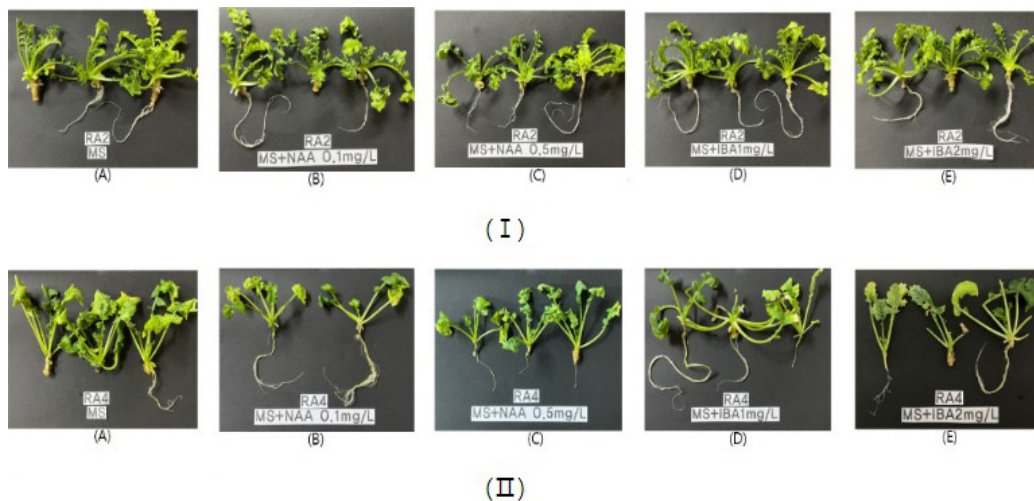 RA2
MS
(A)
RA2
MS+NAA 0.1mg/L
(B)
RA2
MS+NAA 0.5mg/L
(C)
RA2
MS+IBA1mg/L
(D)
RA2
MS+IBA2mg/L
(E)
(Ⅰ)
RA4
MS
(A)
RA4
MS+NAA 0.1mg/L
(B)
RA4
MS+NAA 0.5mg/L
(C)
RA4
MS+IBA1mg/L
(D)
RA4
MS+IBA2mg/L
(E)
(Ⅱ)